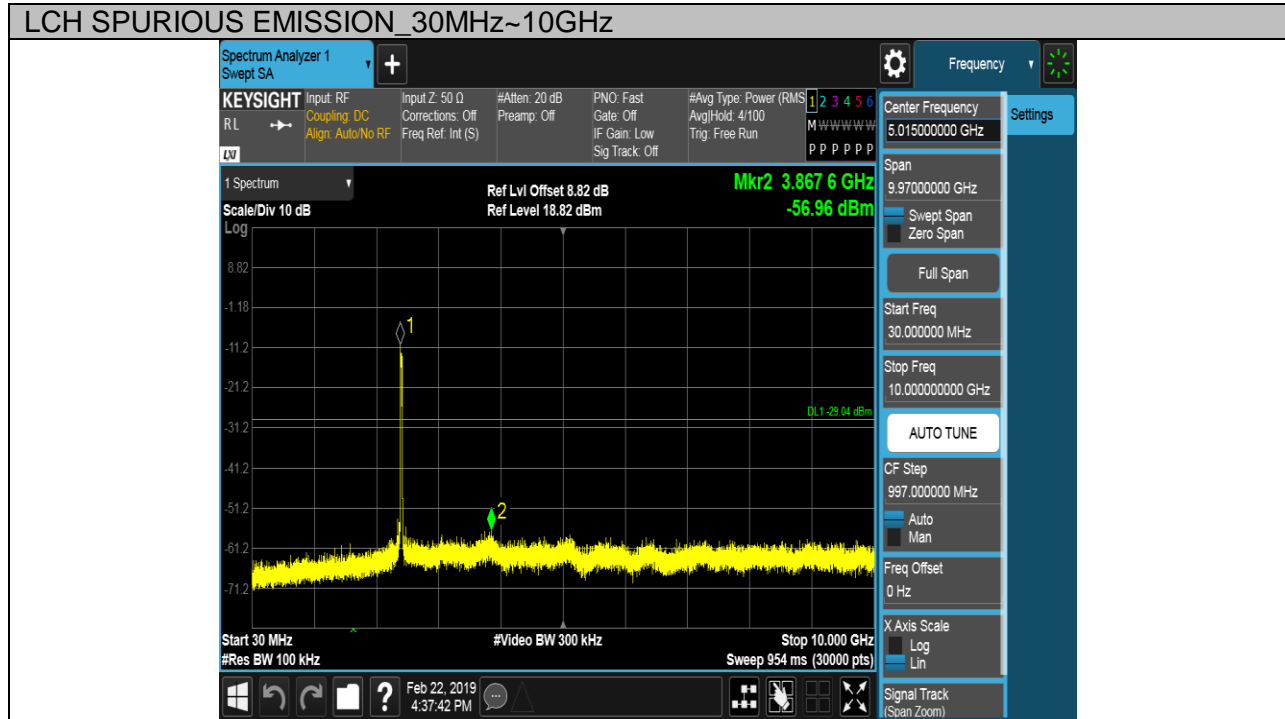 LCH SPURIOUS EMISSION_30MHz~10GHz
Spectrum Analyzer 1
Swept SA
Frequency
KEYSIGHT
RL
LXI
Input: RF
Coupling: DC
Align: Auto/No RF
Input Z: 50 Ω
Corrections: Off
Freq Ref: Int (S)
#Atten: 20 dB
Preamp: Off
PNO: Fast
Gate: Off
IF Gain: Low
Sig Track: Off
#Avg Type: Power (RMS
Avg|Hold: 4/100
Trig: Free Run
1 2 3 4 5 6
M W W W W W
P P P P P P
Center Frequency
5.015000000 GHz
Settings
1 Spectrum
Scale/Div 10 dB
Log
Ref Lvl Offset 8.82 dB
Ref Level 18.82 dBm
Mkr2 3.867 6 GHz
-56.96 dBm
Span
9.97000000 GHz
Swept Span
Zero Span
Full Span
Start Freq
30.000000 MHz
Stop Freq
10.000000000 GHz
AUTO TUNE
CF Step
997.000000 MHz
Auto
Man
Freq Offset
0 Hz
X Axis Scale
Log
Lin
Signal Track
(Span Zoom)
8.82
-1.18
-11.2
-21.2
-31.2
-41.2
-51.2
-61.2
-71.2
1
2
DL1 -29.04 dBm
Start 30 MHz
#Res BW 100 kHz
#Video BW 300 kHz
Stop 10.000 GHz
Sweep 954 ms (30000 pts)
?
Feb 22, 2019
4:37:42 PM